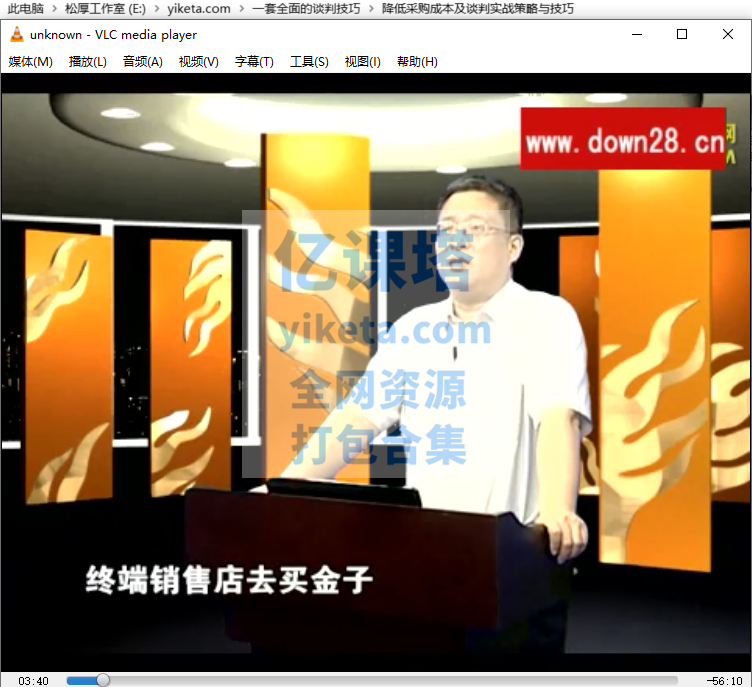 此电脑 > 松厚工作室 (E:) > yiketa.com > 一套全面的谈判技巧 > 降低采购成本及谈判实战策略与技巧
unknown - VLC media player
媒体(M) 播放(L) 音频(A) 视频(V) 字幕(T) 工具(S) 视图(I) 帮助(H)
www.down28.cn
网
亿课塔
yiketa.com
全网资源
打包合集
终端销售店去买金子
03:40
-56:10